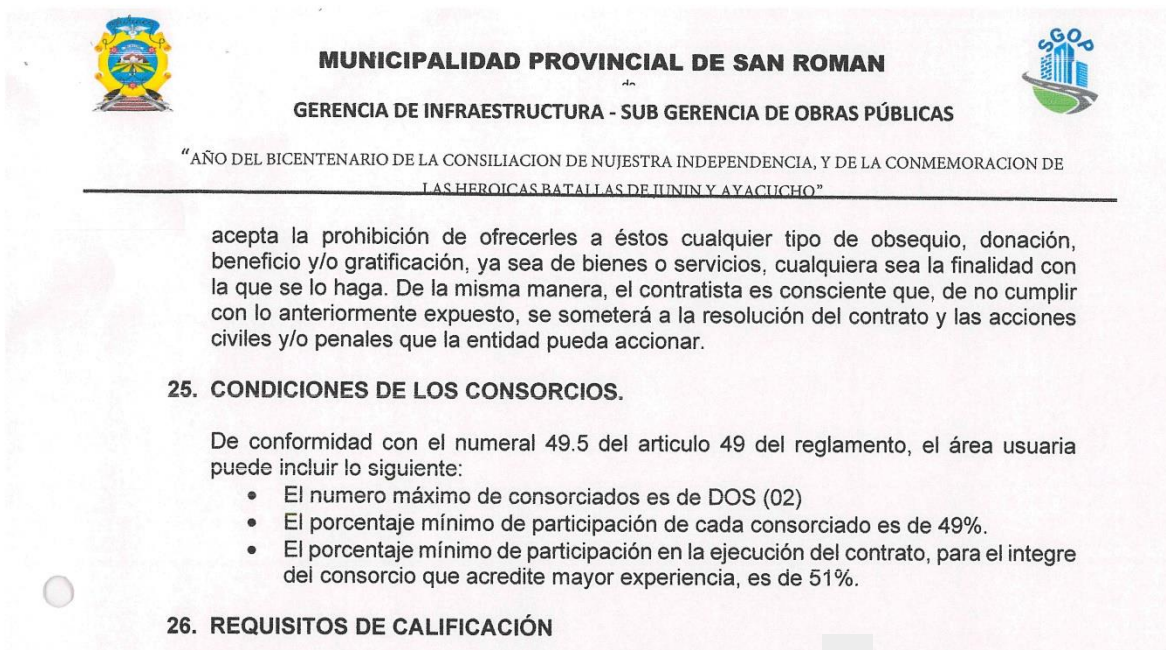 SGOP
MUNICIPALIDAD PROVINCIAL DE SAN ROMAN
de
GERENCIA DE INFRAESTRUCTURA - SUB GERENCIA DE OBRAS PÚBLICAS
“AÑO DEL BICENTENARIO DE LA CONSILIACION DE NUJESTRA INDEPENDENCIA, Y DE LA CONMEMORACION DE
LAS HEROICAS BATALLAS DE JUNIN Y AYACUCHO”
acepta la prohibición de ofrecerles a éstos cualquier tipo de obsequio, donación,
beneficio y/o gratificación, ya sea de bienes o servicios, cualquiera sea la finalidad con
la que se lo haga. De la misma manera, el contratista es consciente que, de no cumplir
con lo anteriormente expuesto, se someterá a la resolución del contrato y las acciones
civiles y/o penales que la entidad pueda accionar.
25. CONDICIONES DE LOS CONSORCIOS.
De conformidad con el numeral 49.5 del articulo 49 del reglamento, el área usuaria
puede incluir lo siguiente:
• El numero máximo de consorciados es de DOS (02)
• El porcentaje mínimo de participación de cada consorciado es de 49%.
• El porcentaje mínimo de participación en la ejecución del contrato, para el integre
del consorcio que acredite mayor experiencia, es de 51%.
26. REQUISITOS DE CALIFICACIÓN